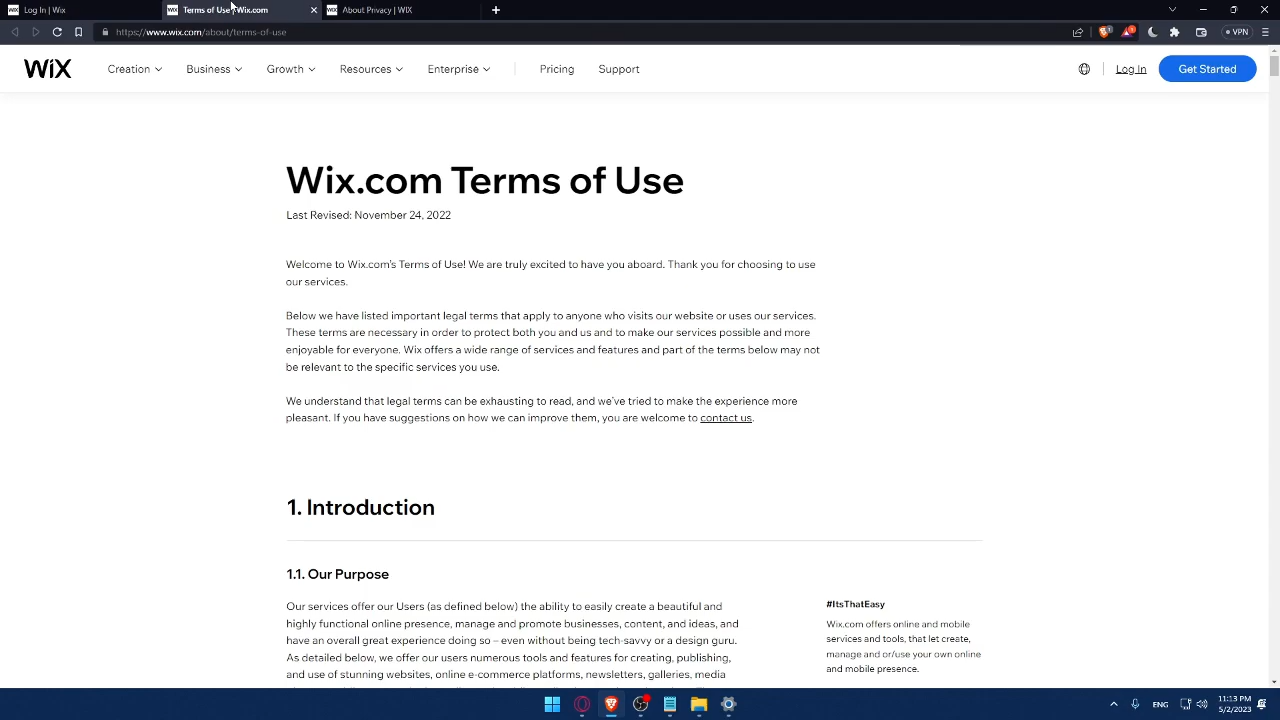 Log In | Wix
Terms of Use | Wix.com
About Privacy | WIX
https://www.wix.com/about/terms-of-use
VPN
WIX
Creation
Business
Growth
Resources
Enterprise
Pricing
Support
Log In
Get Started
Wix.com Terms of Use
Last Revised: November 24, 2022
Welcome to Wix.com's Terms of Use! We are truly excited to have you aboard. Thank you for choosing to use
our services.
Below we have listed important legal terms that apply to anyone who visits our website or uses our services.
These terms are necessary in order to protect both you and us and to make our services possible and more
enjoyable for everyone. Wix offers a wide range of services and features and part of the terms below may not
be relevant to the specific services you use.
We understand that legal terms can be exhausting to read, and we've tried to make the experience more
pleasant. If you have suggestions on how we can improve them, you are welcome to contact us.
1. Introduction
1.1. Our Purpose
Our services offer our Users (as defined below) the ability to easily create a beautiful and
highly functional online presence, manage and promote businesses, content, and ideas, and
have an overall great experience doing so – even without being tech-savvy or a design guru.
As detailed below, we offer our users numerous tools and features for creating, publishing,
and use of stunning websites, online e-commerce platforms, newsletters, galleries, media
#ItsThatEasy
Wix.com offers online and mobile
services and tools, that let create,
manage and or/use your own online
and mobile presence.
ENG
11:13 PM
5/2/2023